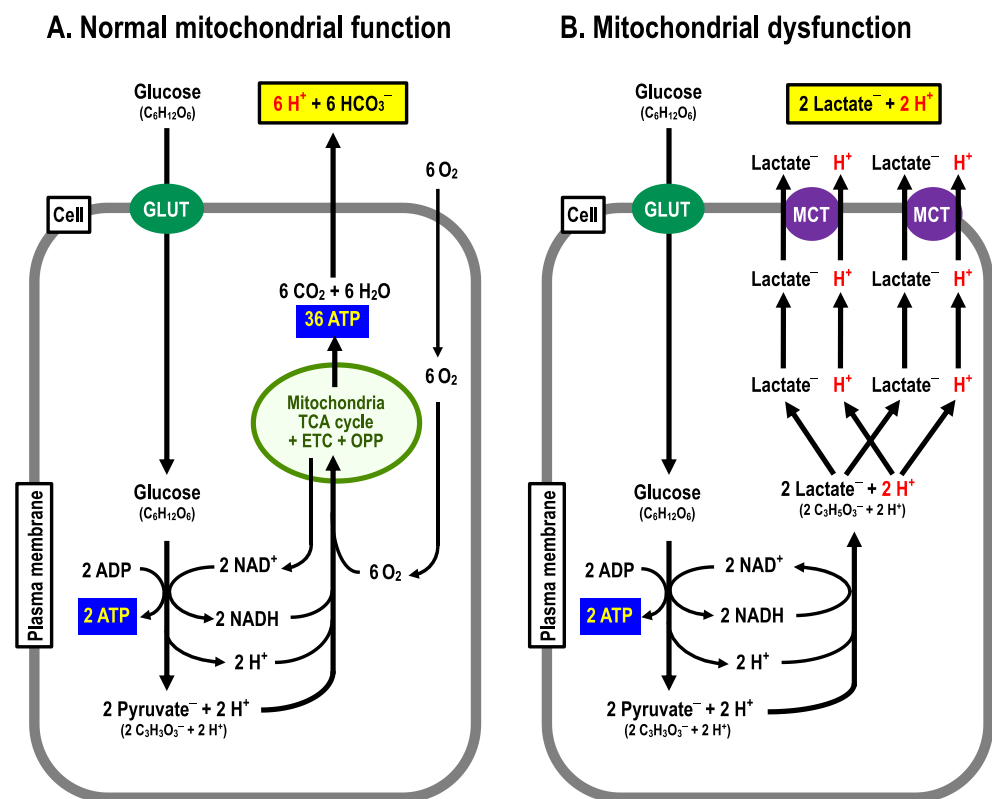 A. Normal mitochondrial function
Glucose
(C₆H₁₂O₆)
6 H⁺ + 6 HCO₃⁻
6 O₂
Cell
GLUT
6 CO₂ + 6 H₂O
36 ATP
6 O₂
Mitochondria
TCA cycle
+ ETC + OPP
Plasma membrane
Glucose
(C₆H₁₂O₆)
2 ADP
2 NAD⁺
6 O₂
2 ATP
2 NADH
2 H⁺
2 Pyruvate⁻ + 2 H⁺
(2 C₃H₃O₃⁻ + 2 H⁺)
B. Mitochondrial dysfunction
Glucose
(C₆H₁₂O₆)
2 Lactate⁻ + 2 H⁺
Lactate⁻ H⁺ Lactate⁻ H⁺
Cell
GLUT
MCT
MCT
Lactate⁻ H⁺ Lactate⁻ H⁺
Lactate⁻ H⁺ Lactate⁻ H⁺
Plasma membrane
Glucose
(C₆H₁₂O₆)
2 Lactate⁻ + 2 H⁺
(2 C₃H₅O₃⁻ + 2 H⁺)
2 ADP
2 NAD⁺
2 ATP
2 NADH
2 H⁺
2 Pyruvate⁻ + 2 H⁺
(2 C₃H₃O₃⁻ + 2 H⁺)